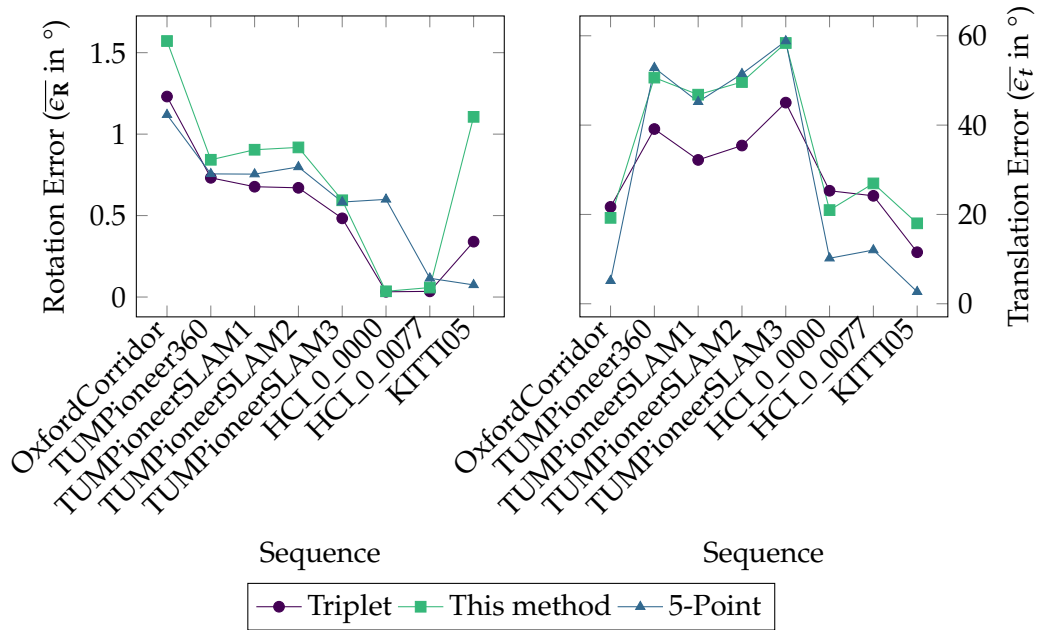 Rotation Error (ϵ_R in °)
1.5
1
0.5
0
OxfordCorridor
TUMPioneer360
TUMPioneerSLAM1
TUMPioneerSLAM2
TUMPioneerSLAM3
HCI_0_0000
HCI_0_0077
KITTI05
Sequence
60
40
20
0
Translation Error (ϵ_t in °)
OxfordCorridor
TUMPioneer360
TUMPioneerSLAM1
TUMPioneerSLAM2
TUMPioneerSLAM3
HCI_0_0000
HCI_0_0077
KITTI05
Sequence
Triplet This method 5-Point